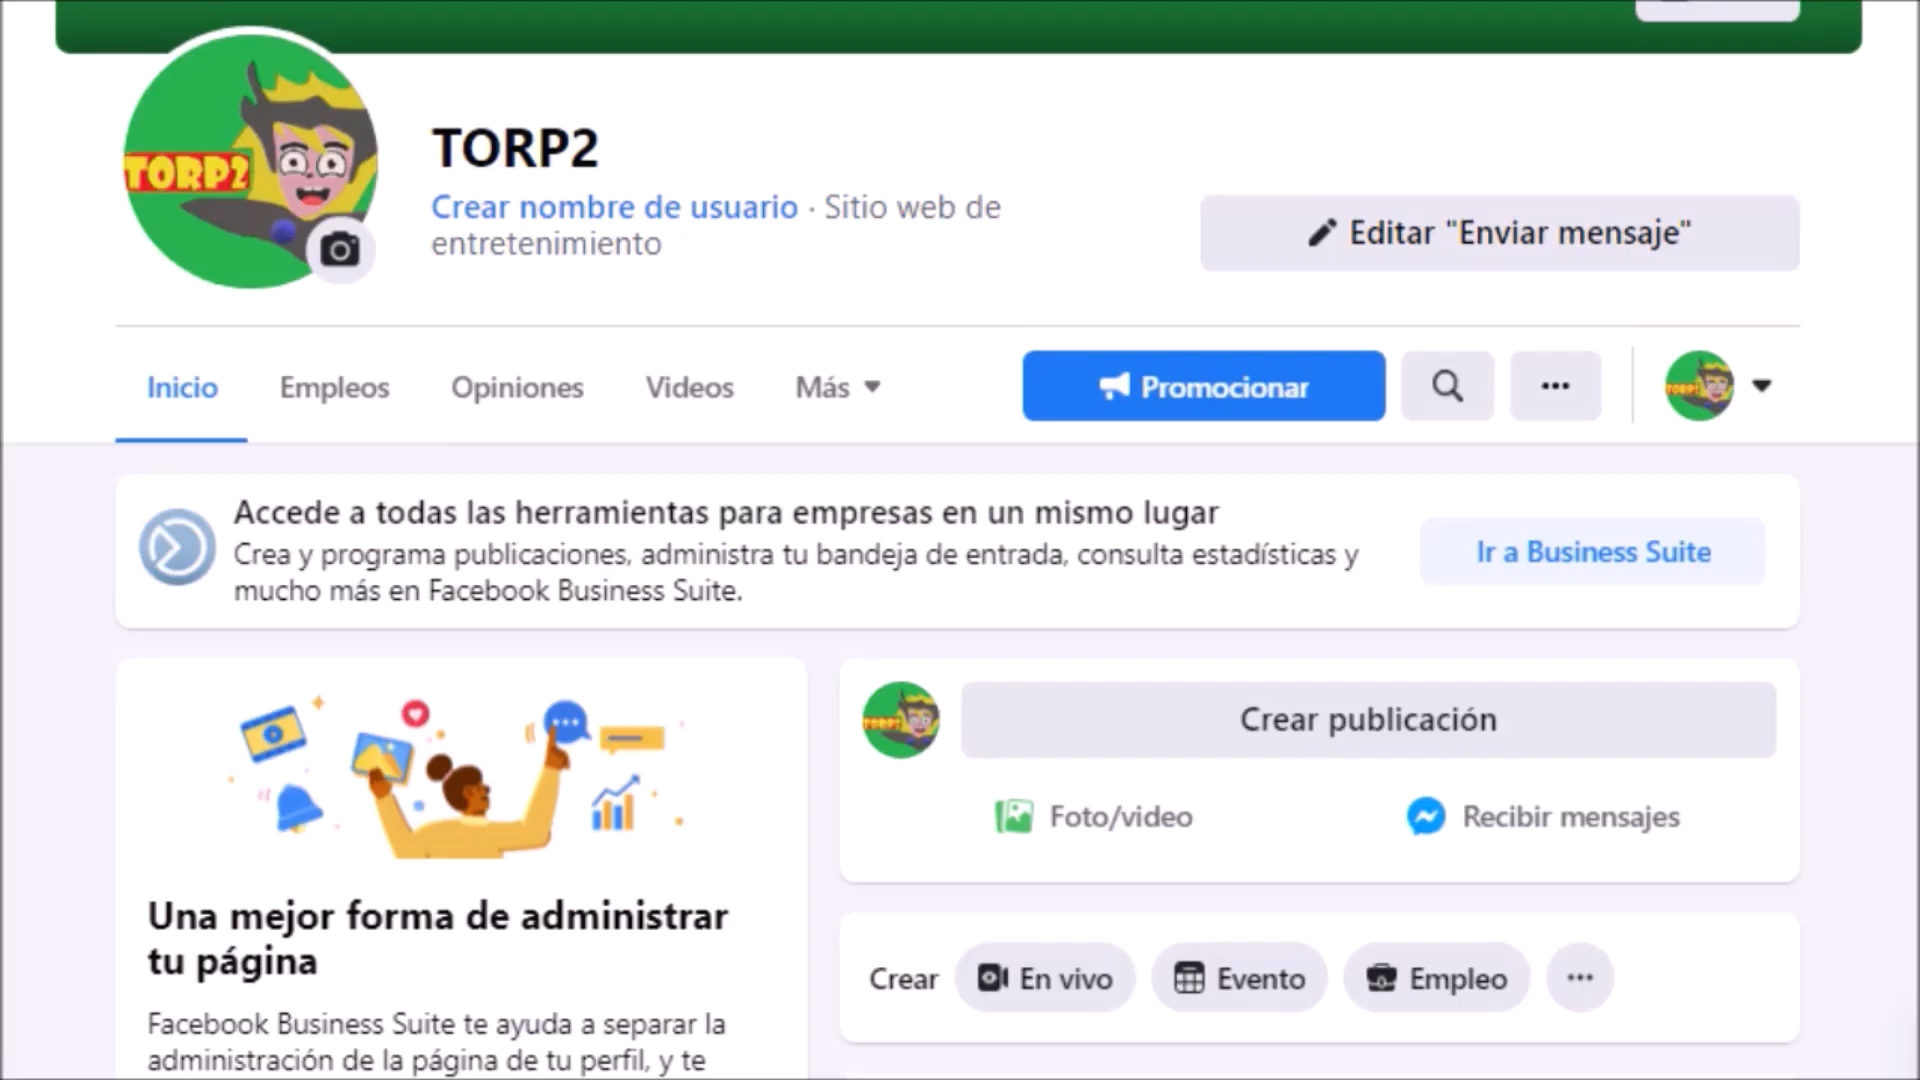 TORP2
TORP2
Crear nombre de usuario · Sitio web de
entretenimiento
Editar "Enviar mensaje"
Inicio
Empleos
Opiniones
Videos
Más
Promocionar
TORP2
Accede a todas las herramientas para empresas en un mismo lugar
Crea y programa publicaciones, administra tu bandeja de entrada, consulta estadísticas y
mucho más en Facebook Business Suite.
Ir a Business Suite
TORP2
Crear publicación
Foto/video
Recibir mensajes
Una mejor forma de administrar
tu página
Facebook Business Suite te ayuda a separar la
administración de la página de tu perfil, y te
Crear
En vivo
Evento
Empleo